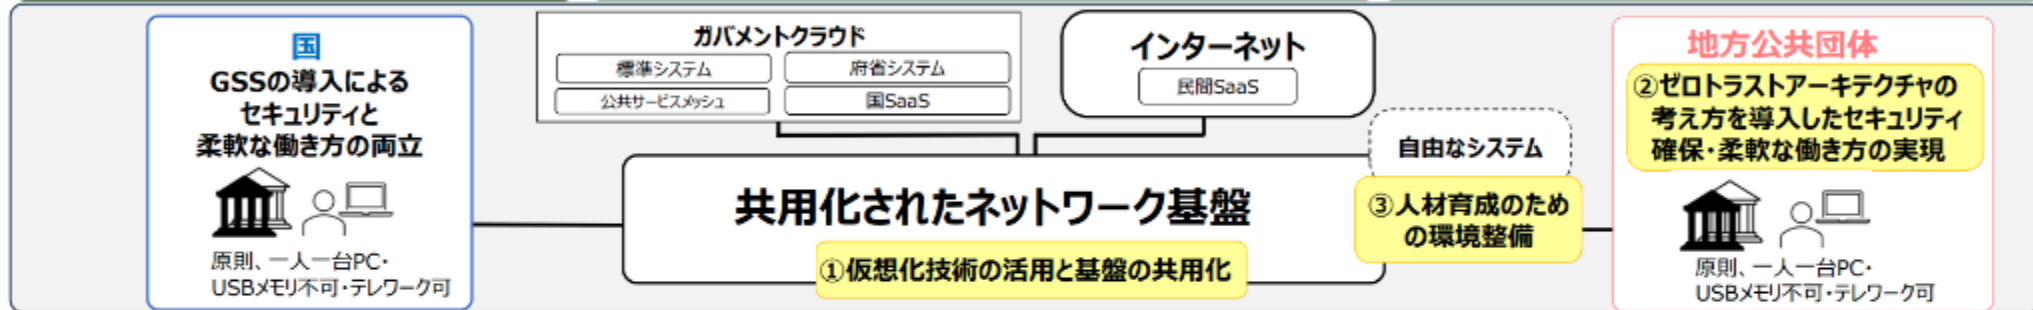 国
GSSの導入による
セキュリティと
柔軟な働き方の両立
原則、一人一台PC・
USBメモリ不可・テレワーク可
ガバメントクラウド
標準システム
府省システム
公共サービスメッシュ
国SaaS
インターネット
民間SaaS
自由なシステム
共用化されたネットワーク基盤
①仮想化技術の活用と基盤の共用化
③人材育成のため
の環境整備
地方公共団体
②ゼロトラストアーキテクチャの
考え方を導入したセキュリティ
確保・柔軟な働き方の実現
原則、一人一台PC・
USBメモリ不可・テレワーク可